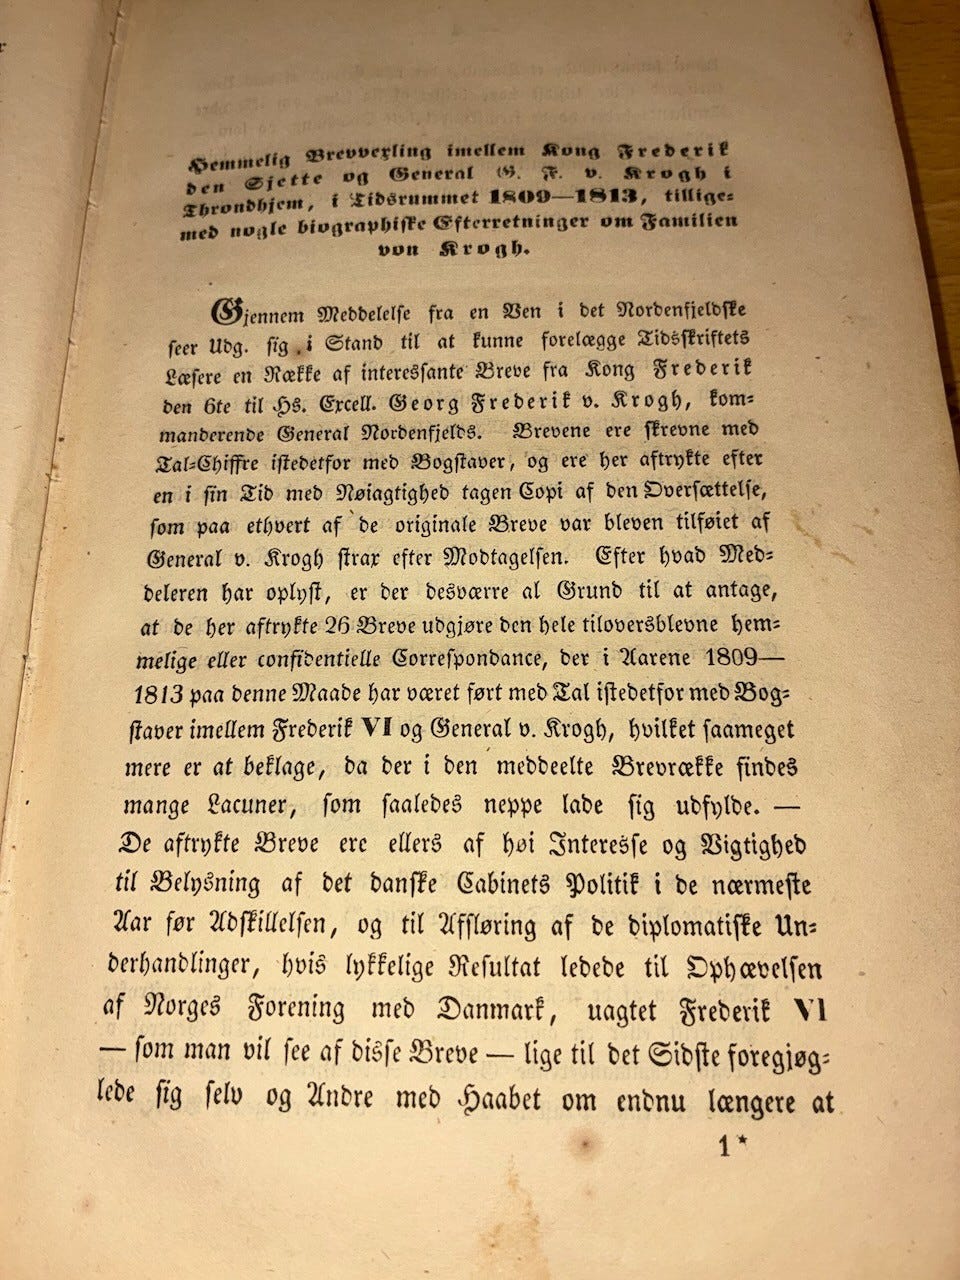 Hemmelig Brevvexling imellem Kong Frederik
den Sjette og General G. F. v. Krogh i
Throndhjem, i Tidsrummet 1809—1813, tillige-
med nogle biographiske Efterretninger om Familien
von Krogh.
Gjennem Meddelelse fra en Ven i det Nordenfjeldske
seer Udg. sig i Stand til at kunne forelægge Tidsskriftets
Læsere en Række af interessante Breve fra Kong Frederik
den 6te til Hs. Excell. Georg Frederik v. Krogh, kom-
manderende General Nordenfjelds. Brevene ere skrevne med
Tal-Chiffre istedetfor med Bogstaver, og ere her aftrykte efter
en i sin Tid med Nøiagtighed tagen Copi af den Oversættelse,
som paa ethvert af de originale Breve var bleven tilføiet af
General v. Krogh strax efter Modtagelsen. Efter hvad Med-
deleren har oplyst, er der desværre al Grund til at antage,
at de her aftrykte 26 Breve udgjøre den hele tiloversblevne hem-
melige eller confidentielle Correspondance, der i Aarene 1809—
1813 paa denne Maade har været ført med Tal istedetfor med Bog-
staver imellem Frederik VI og General v. Krogh, hvilket saameget
mere er at beklage, da der i den meddeelte Brevrække findes
mange Lacuner, som saaledes neppe lade sig udfylde. —
De aftrykte Breve ere ellers af høi Interesse og Vigtighed
til Belysning af det danske Cabinets Politik i de nærmeste
Aar før Adskillelsen, og til Afsløring af de diplomatiske Un-
derhandlinger, hvis lykkelige Resultat ledede til Ophævelsen
af Norges Forening med Danmark, uagtet Frederik VI
— som man vil see af disse Breve — lige til det Sidste foregjøg-
lede sig selv og Andre med Haabet om endnu længere at
1*